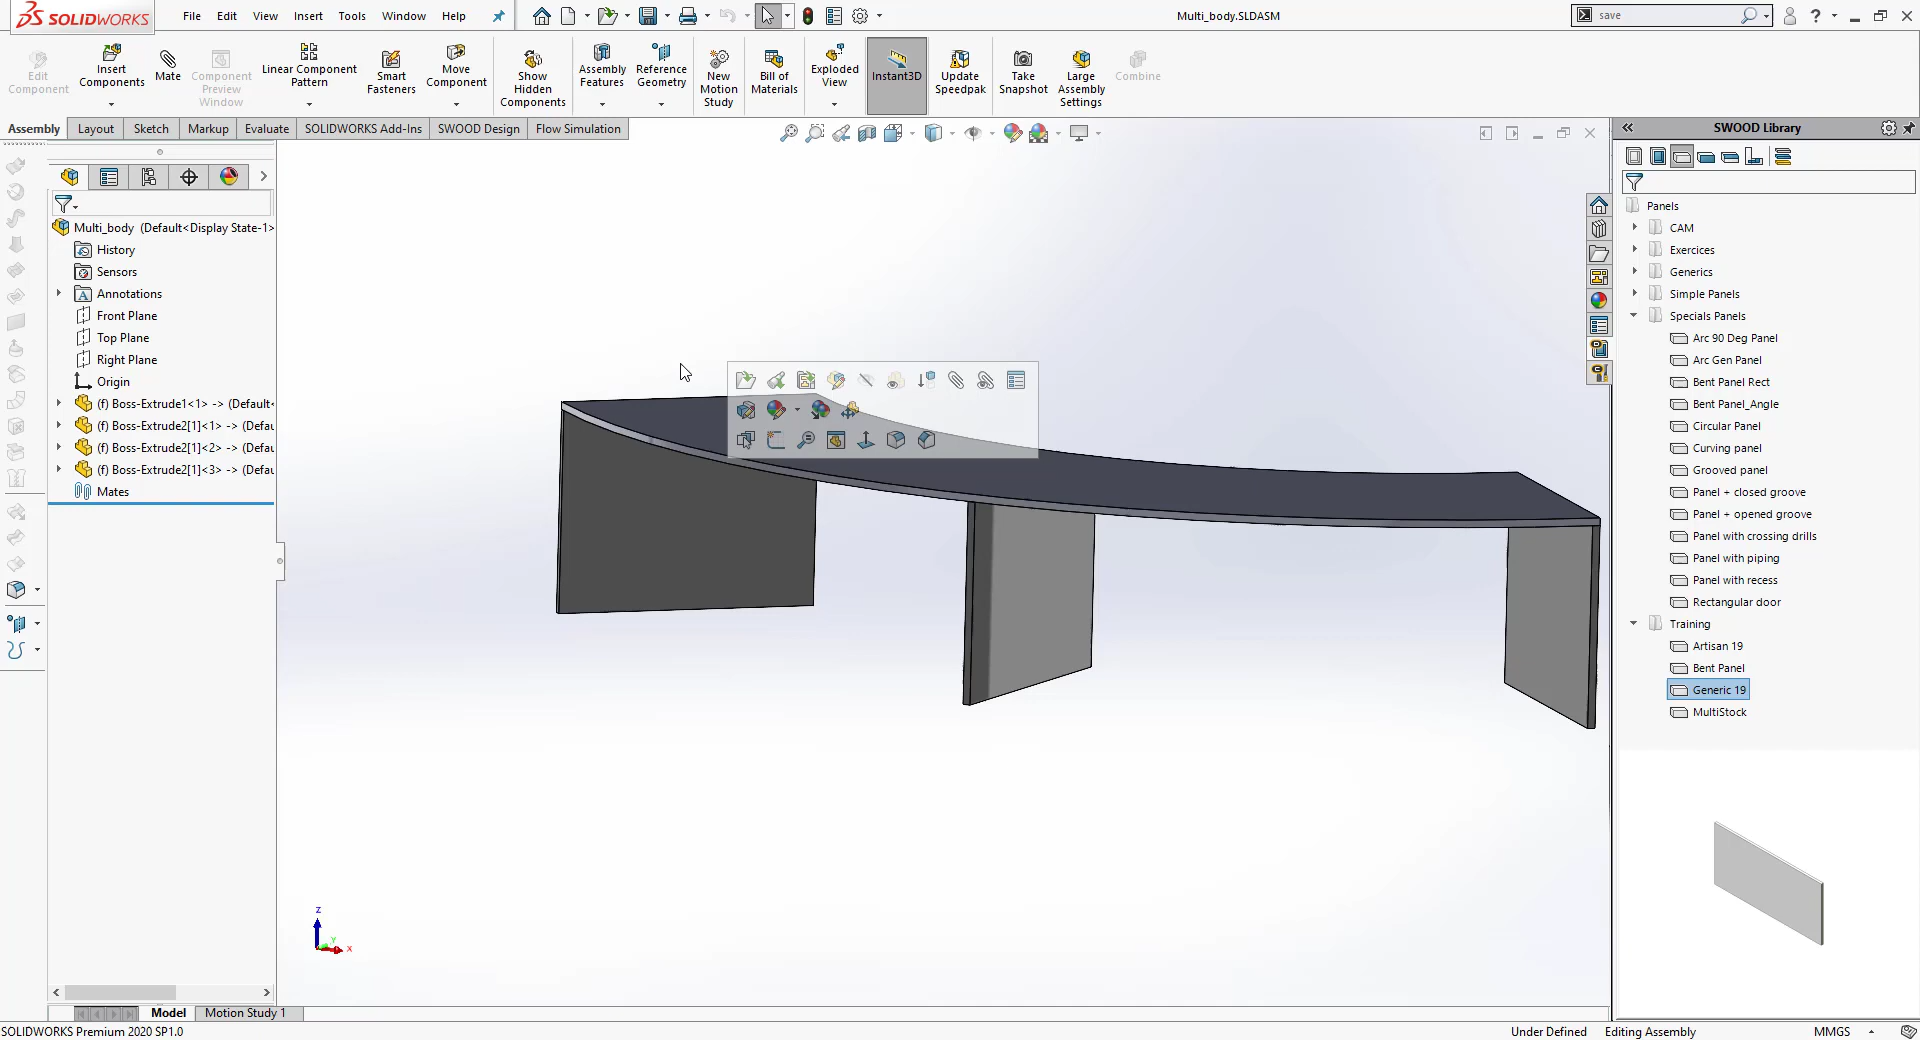 SOLIDWORKS
File Edit View Insert Tools Window Help
Multi_body.SLDASM
save
Edit Component
Insert Components
Mate
Component Preview Window
Linear Component Pattern
Smart Fasteners
Move Component
Show Hidden Components
Assembly Features
Reference Geometry
New Motion Study
Bill of Materials
Exploded View
Instant3D
Update Speedpak
Take Snapshot
Large Assembly Settings
Combine
Assembly Layout Sketch Markup Evaluate SOLIDWORKS Add-Ins SWOOD Design Flow Simulation
Multi_body (Default<Display State-1>
History
Sensors
Annotations
Front Plane
Top Plane
Right Plane
Origin
(f) Boss-Extrude1<1> -> (Default<
(f) Boss-Extrude2[1]<1> -> (Defau
(f) Boss-Extrude2[1]<2> -> (Defau
(f) Boss-Extrude2[1]<3> -> (Defau
Mates
z
y
x
SWOOD Library
Panels
CAM
Exercices
Generics
Simple Panels
Specials Panels
Arc 90 Deg Panel
Arc Gen Panel
Bent Panel Rect
Bent Panel_Angle
Circular Panel
Curving panel
Grooved panel
Panel + closed groove
Panel + opened groove
Panel with crossing drills
Panel with piping
Panel with recess
Rectangular door
Training
Artisan 19
Bent Panel
Generic 19
MultiStock
Model Motion Study 1
SOLIDWORKS Premium 2020 SP1.0
Under Defined Editing Assembly MMGS